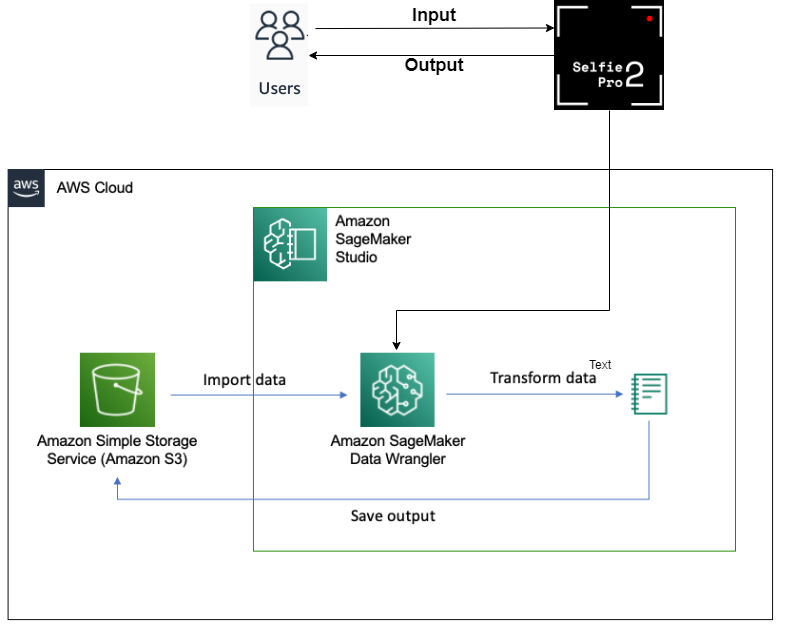 Input
Output
Users
Selfie
Pro 2
aws
AWS Cloud
Amazon
SageMaker
Studio
Import data
Text
Transform data
Amazon Simple Storage
Service (Amazon S3)
Amazon SageMaker
Data Wrangler
Save output